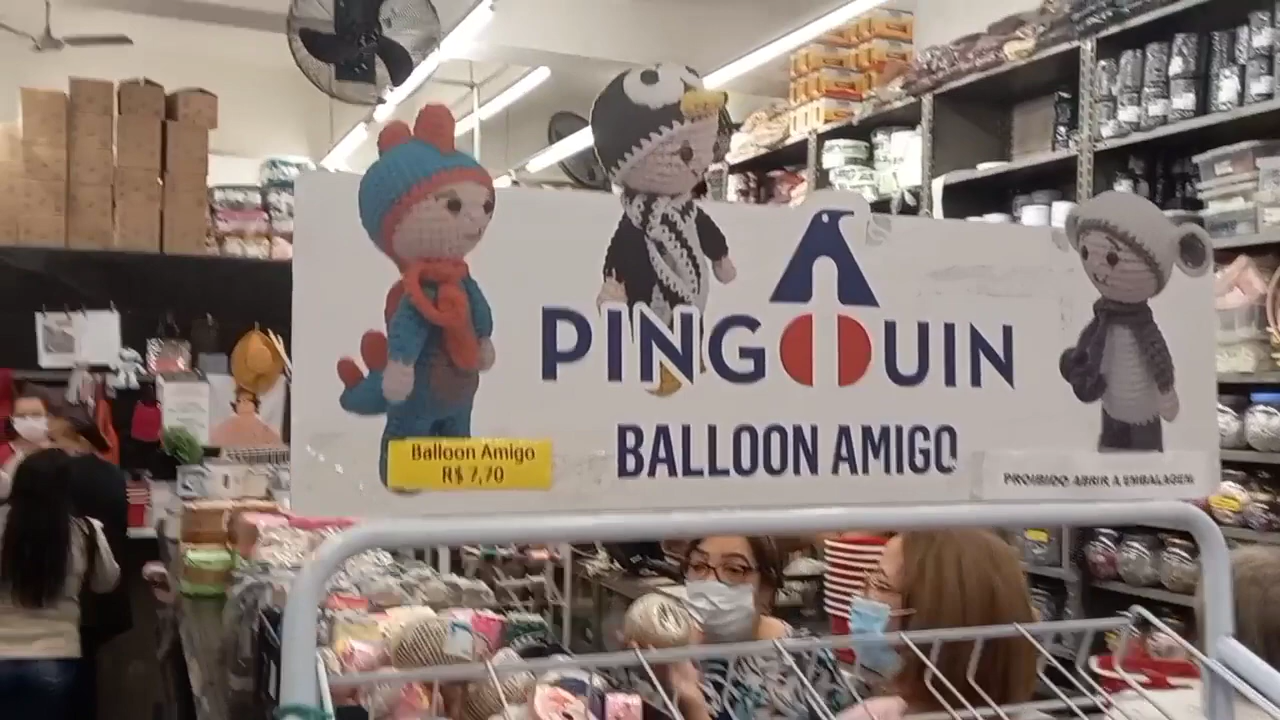 PINGOUIN
BALLOON AMIGO
Balloon Amigo
R$ 7,70
PROIBIDO ABRIR A EMBALAGEM